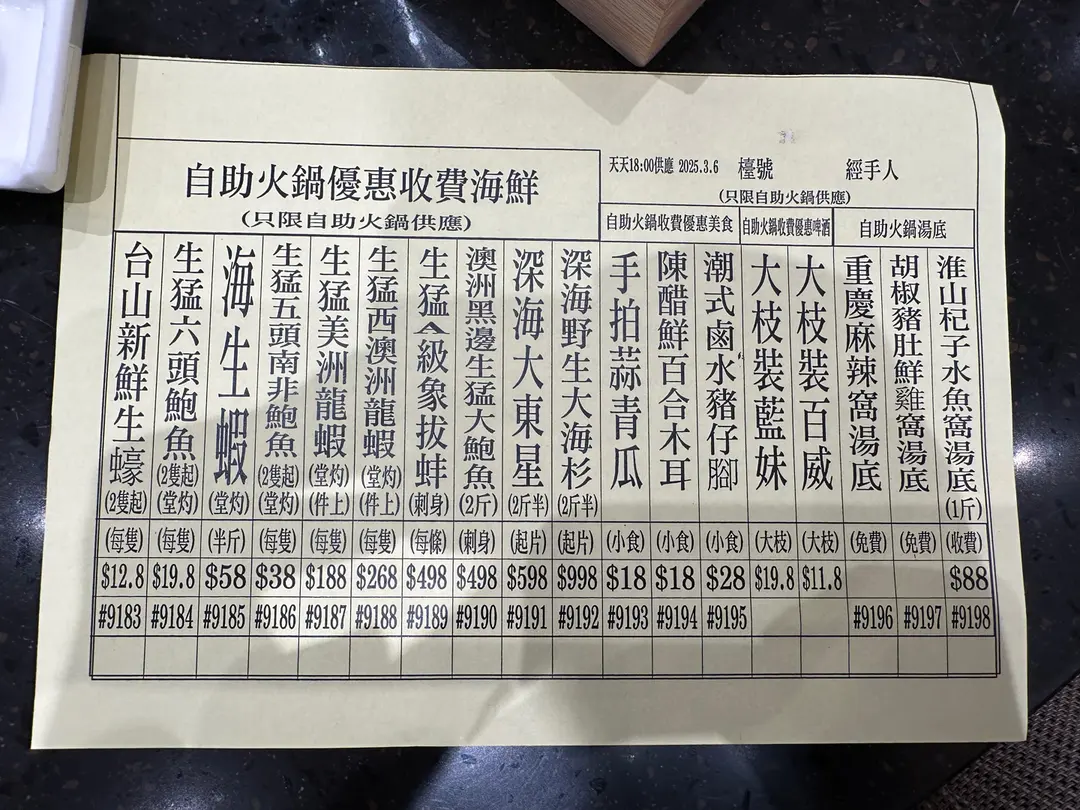 天天18:00供應 2025.3.6 檯號 經手人
(只限自助火鍋供應)
自助火鍋優惠收費海鮮
(只限自助火鍋供應)
自助火鍋收費優惠美食
自助火鍋收費優惠啤酒
自助火鍋湯底
淮山杞子水魚窩湯底(1斤) (收費) $88 #9198
胡椒豬肚鮮雞窩湯底 (免費) #9197
重慶麻辣窩湯底 (免費) #9196
大枝裝百威 (大枝) $11.8
大枝裝藍妹 (大枝) $19.8
潮式鹵水豬仔腳 (小食) $28 #9195
陳醋鮮百合木耳 (小食) $18 #9194
手拍蒜青瓜 (小食) $18 #9193
深海野生大海杉(2斤半) (起片) $998 #9192
深海大東星(2斤半) (起片) $598 #9191
澳洲黑邊生猛大鮑魚(2斤) (刺身) $498 #9190
生猛A級象拔蚌(刺身) (每條) $498 #9189
生猛西澳洲龍蝦(堂灼)(件上) (每隻) $268 #9188
生猛美洲龍蝦(堂灼)(件上) (每隻) $188 #9187
生猛五頭南非鮑魚(2隻起)(堂灼) (每隻) $38 #9186
海生蝦(堂灼) (半斤) $58 #9185
生猛六頭鮑魚(2隻起)(堂灼) (每隻) $19.8 #9184
台山新鮮生蠔(2隻起) (每隻) $12.8 #9183